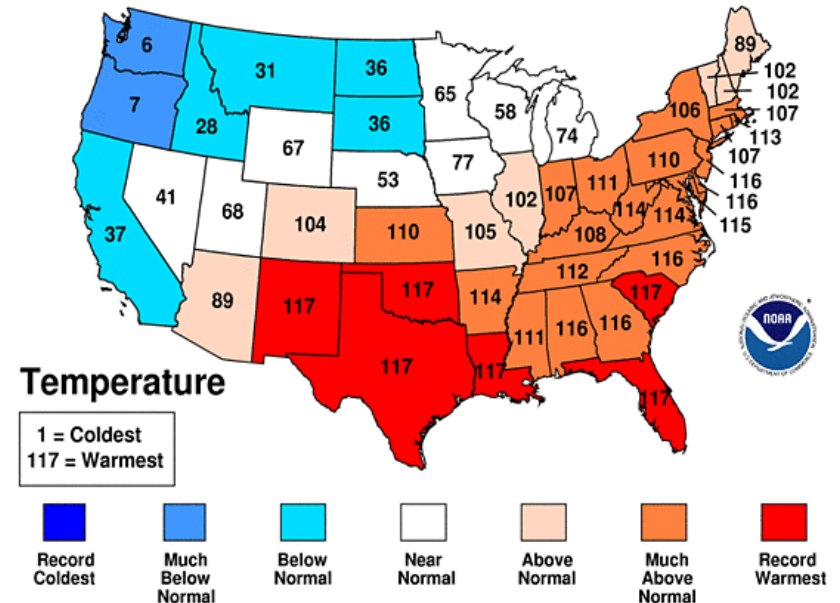 6
7
28
31
36
36
37
41
67
68
65
58
74
77
53
89
104
110
105
102
107
111
108
114
114
110
106
89
102
102
107
113
107
116
116
115
112
116
117
117
117
114
117
111
116
116
117
117
NOAA
Temperature
1 = Coldest
117 = Warmest
Record
Coldest
Much
Below
Normal
Below
Normal
Near
Normal
Above
Normal
Much
Above
Normal
Record
Warmest